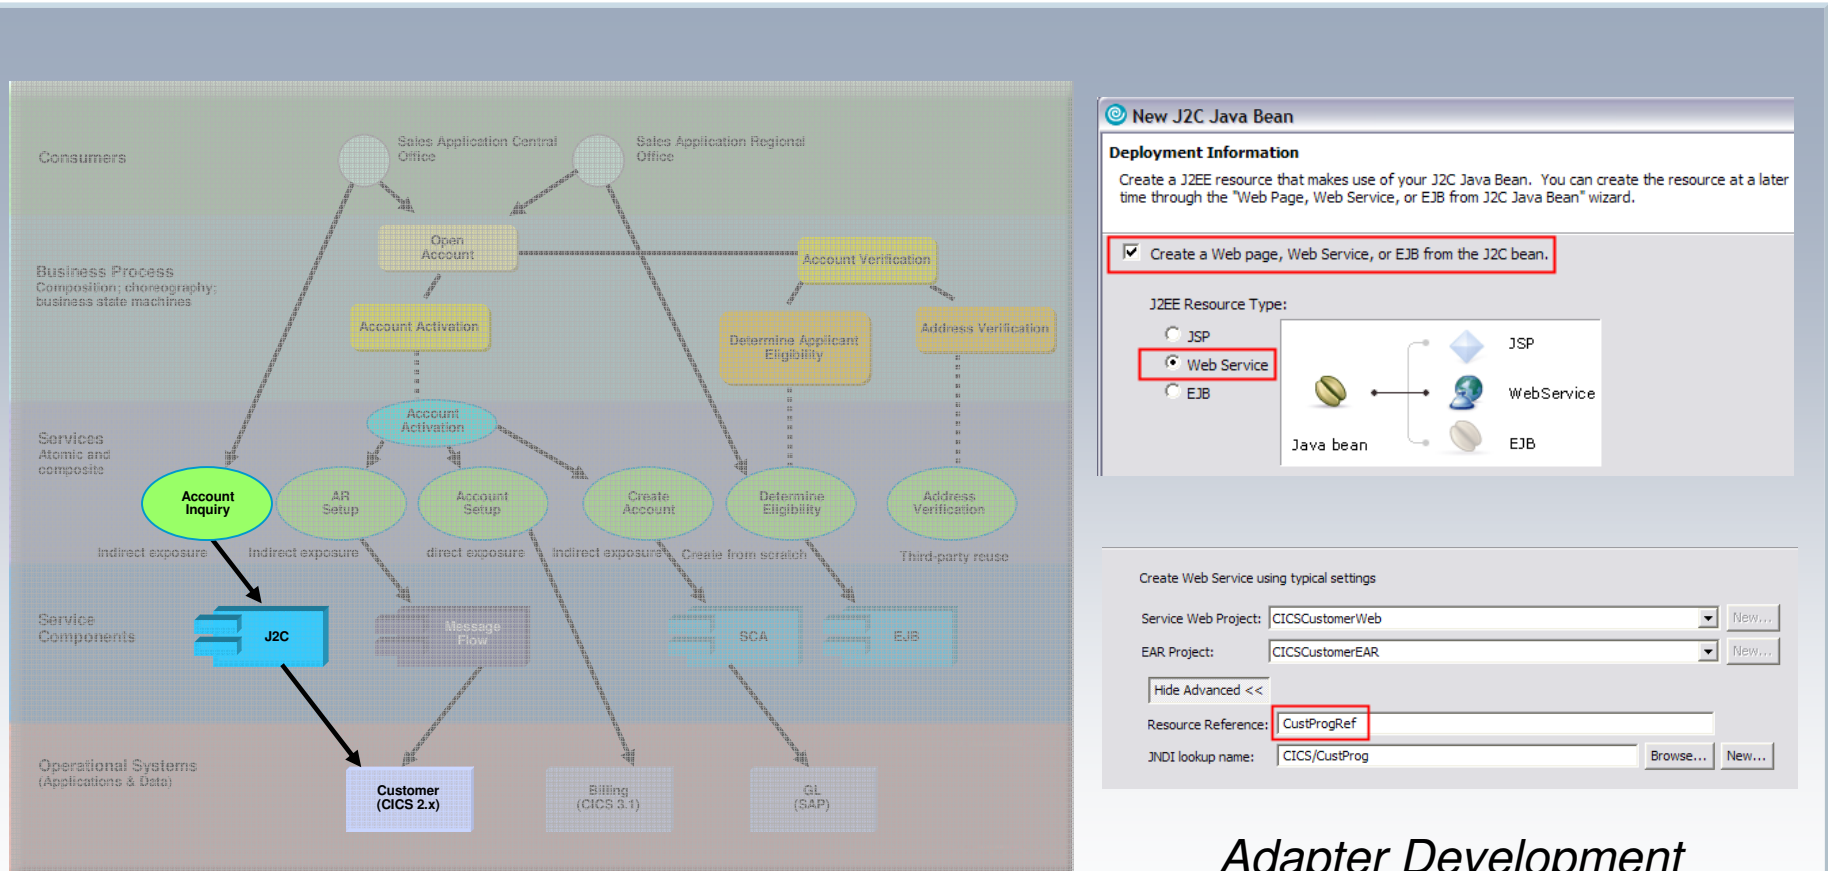 Consumers
Sales Application Central
Office
Sales Application Regional
Office
Business Process
Composition; choreography;
business state machines
Open
Account
Account Verification
Account Activation
Determine Applicant
Eligibility
Address Verification
Services
Atomic and
composite
Account
Activation
Account
Inquiry
AR
Setup
Account
Setup
Create
Account
Determine
Eligibility
Address
Verification
Indirect exposure
Indirect exposure
direct exposure
Indirect exposure
Create from scratch
Third-party reuse
Service
Components
J2C
Message
Flow
SCA
EJB
Operational Systems
(Applications & Data)
Customer
(CICS 2.x)
Billing
(CICS 3.1)
GL
(SAP)
New J2C Java Bean
Deployment Information
Create a J2EE resource that makes use of your J2C Java Bean. You can create the resource at a later
time through the "Web Page, Web Service, or EJB from J2C Java Bean" wizard.
Create a Web page, Web Service, or EJB from the J2C bean.
J2EE Resource Type:
JSP
Web Service
EJB
Java bean
JSP
WebService
EJB
Create Web Service using typical settings
Service Web Project: CICSCustomerWeb New...
EAR Project: CICSCustomerEAR New...
Hide Advanced <<
Resource Reference: CustProgRef
JNDI lookup name: CICS/CustProg Browse... New...
Adapter Development